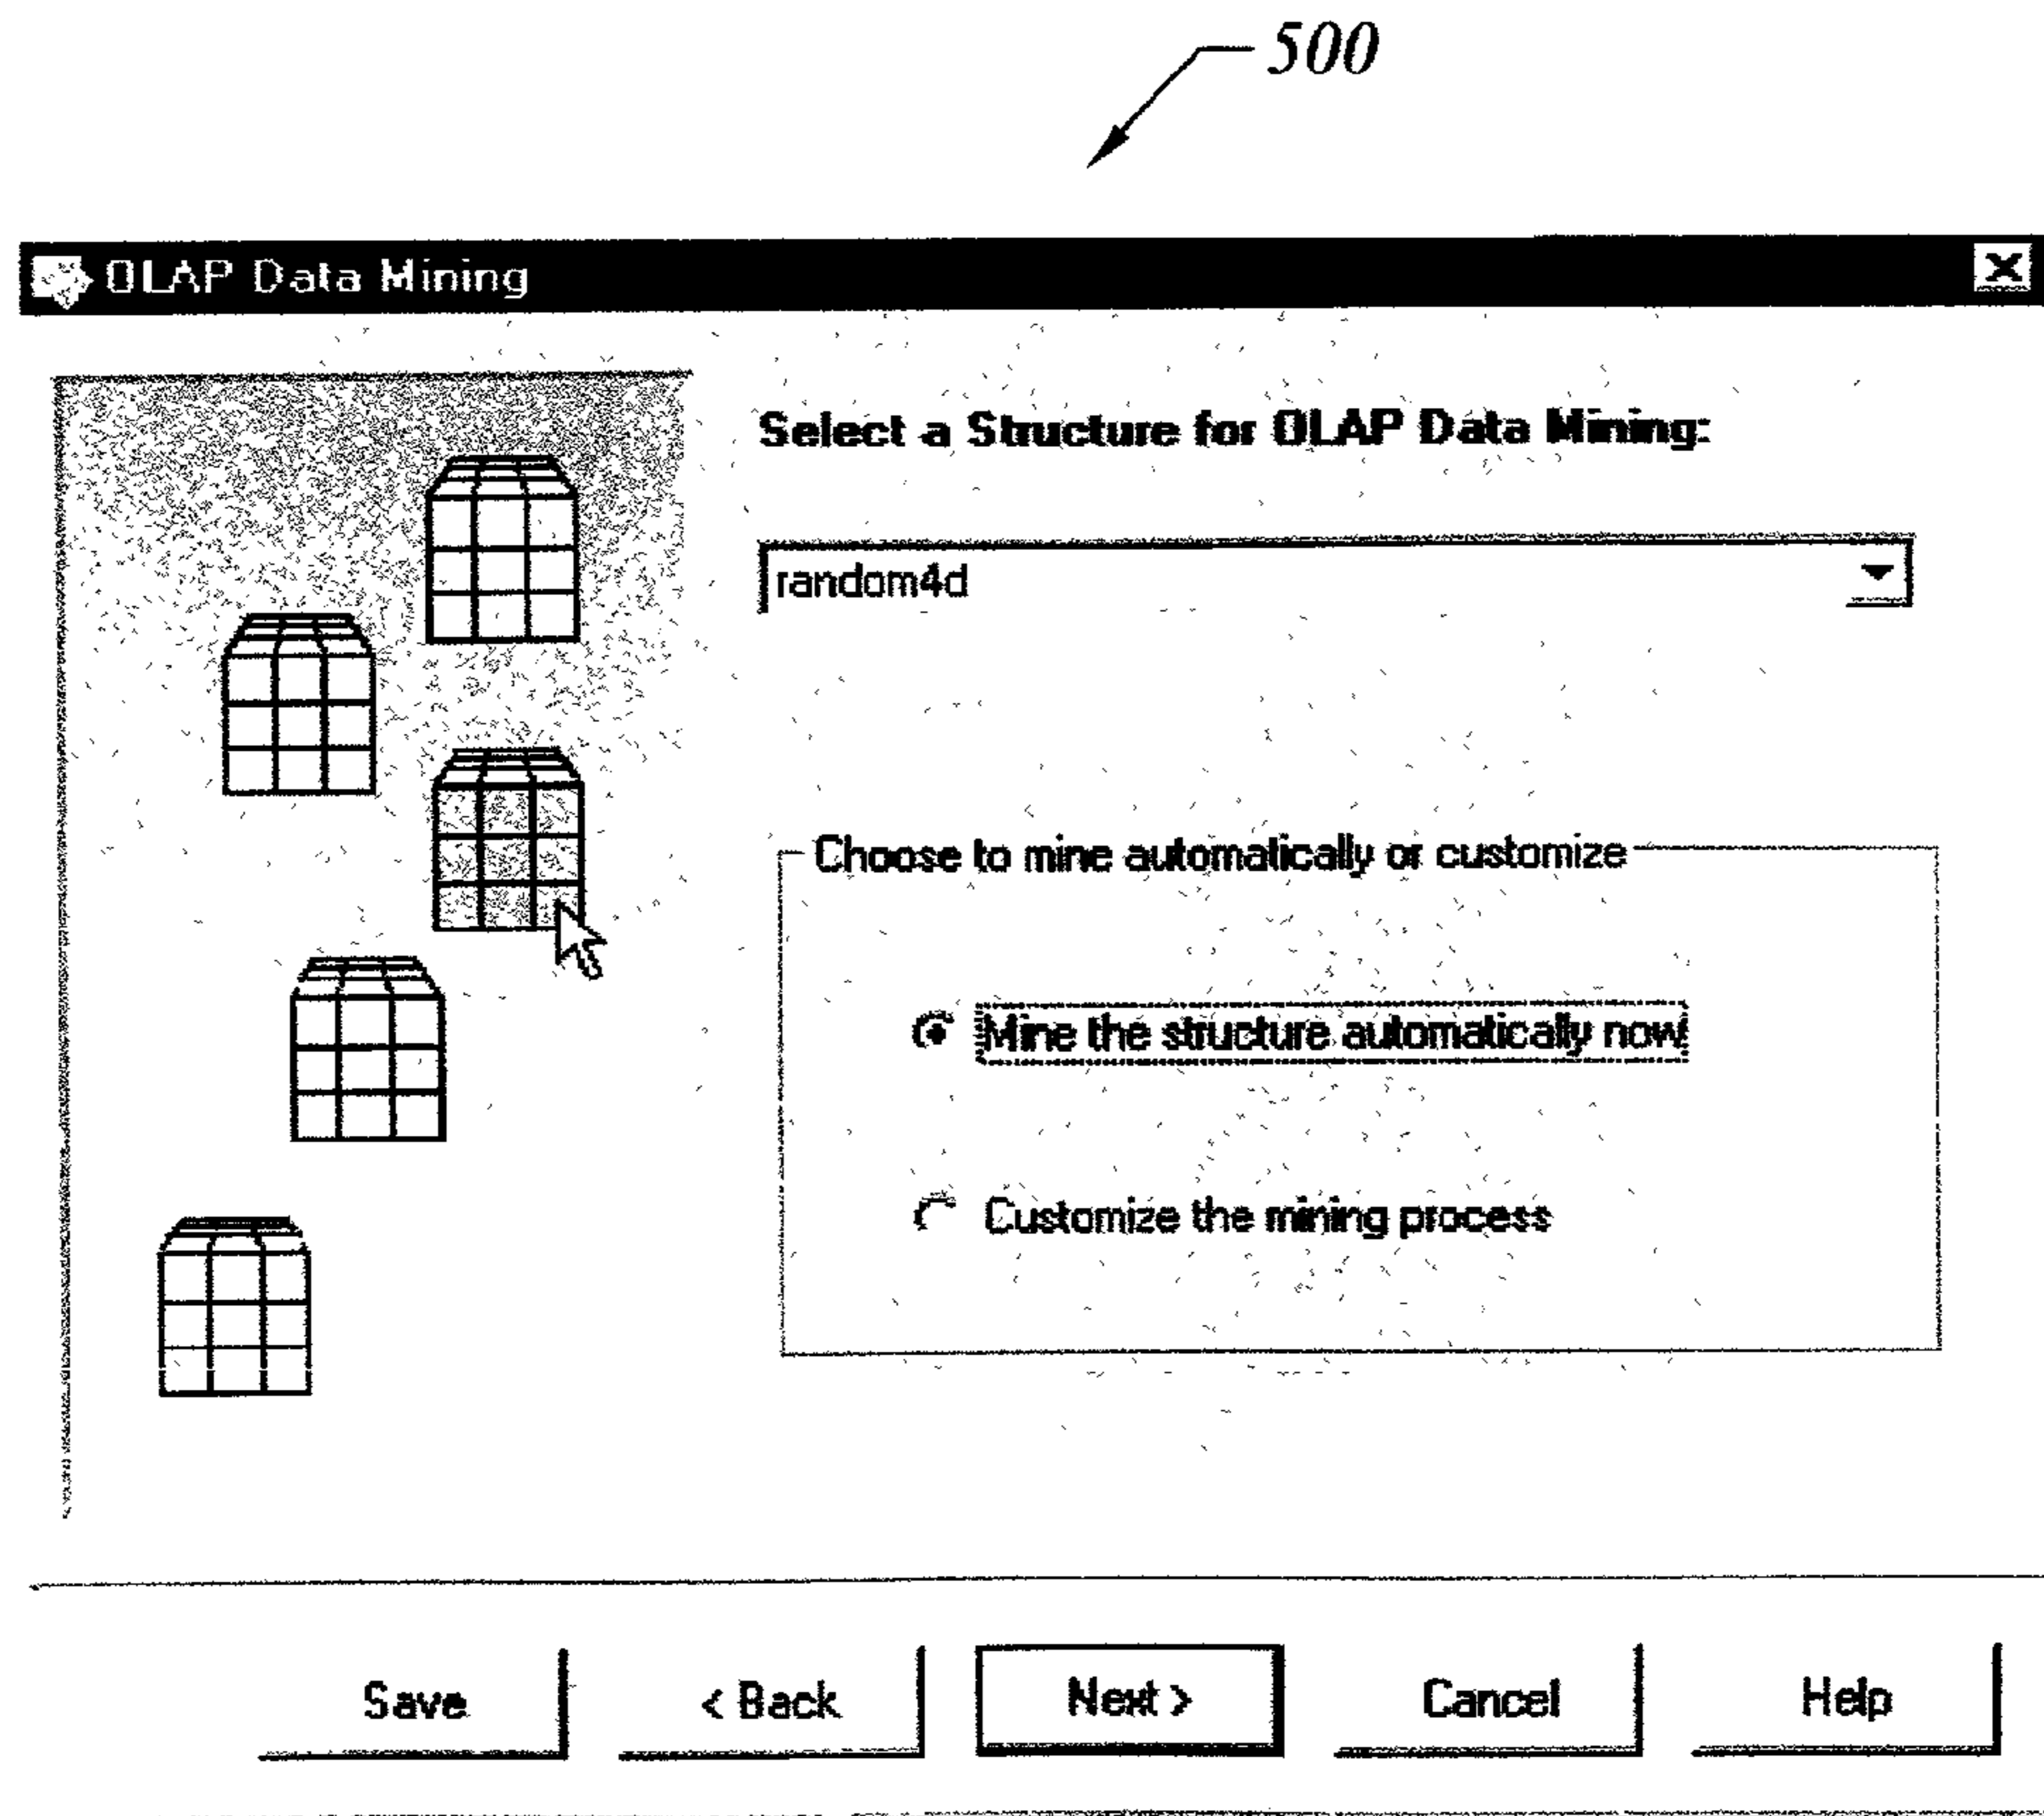 500
OLAP Data Mining
Select a Structure for OLAP Data Mining:
random4d
Choose to mine automatically or customize
Mine the structure automatically now
Customize the mining process
Save
< Back
Next >
Cancel
Help